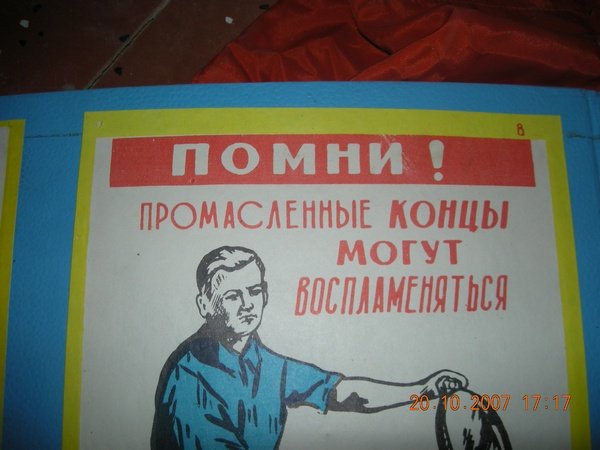 В
ПОМНИ!
ПРОМАСЛЕННЫЕ КОНЦЫ
МОГУТ
ВОСПЛАМЕНЯТЬСЯ
20.10.2007 17:17